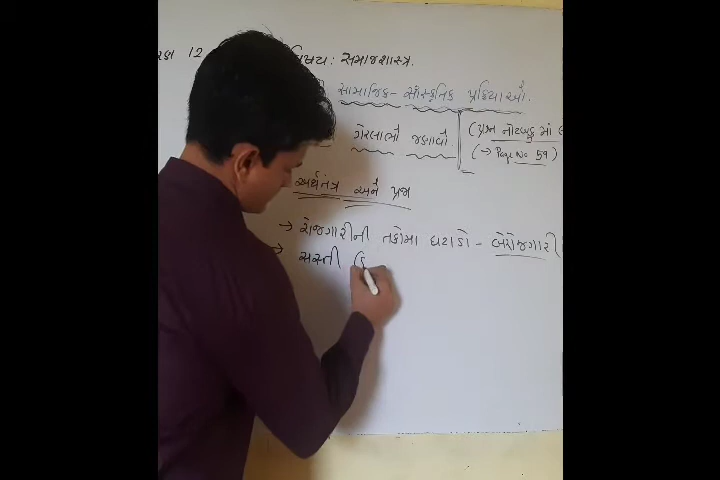 રણ 12 વિષય : સમાજશાસ્ત્ર.
સામાજિક - સાંસ્કૃતિક પ્રક્રિયાઓ.
ગેરલાભો જણાવો. (પ્રશ્ન નોટબુક માં
(→ Page No 59)
અર્થતંત્ર અને પ્રજા
→ રોજગારીની તકોમા ઘટાડો - બેરોજગારી
→ સસ્તી